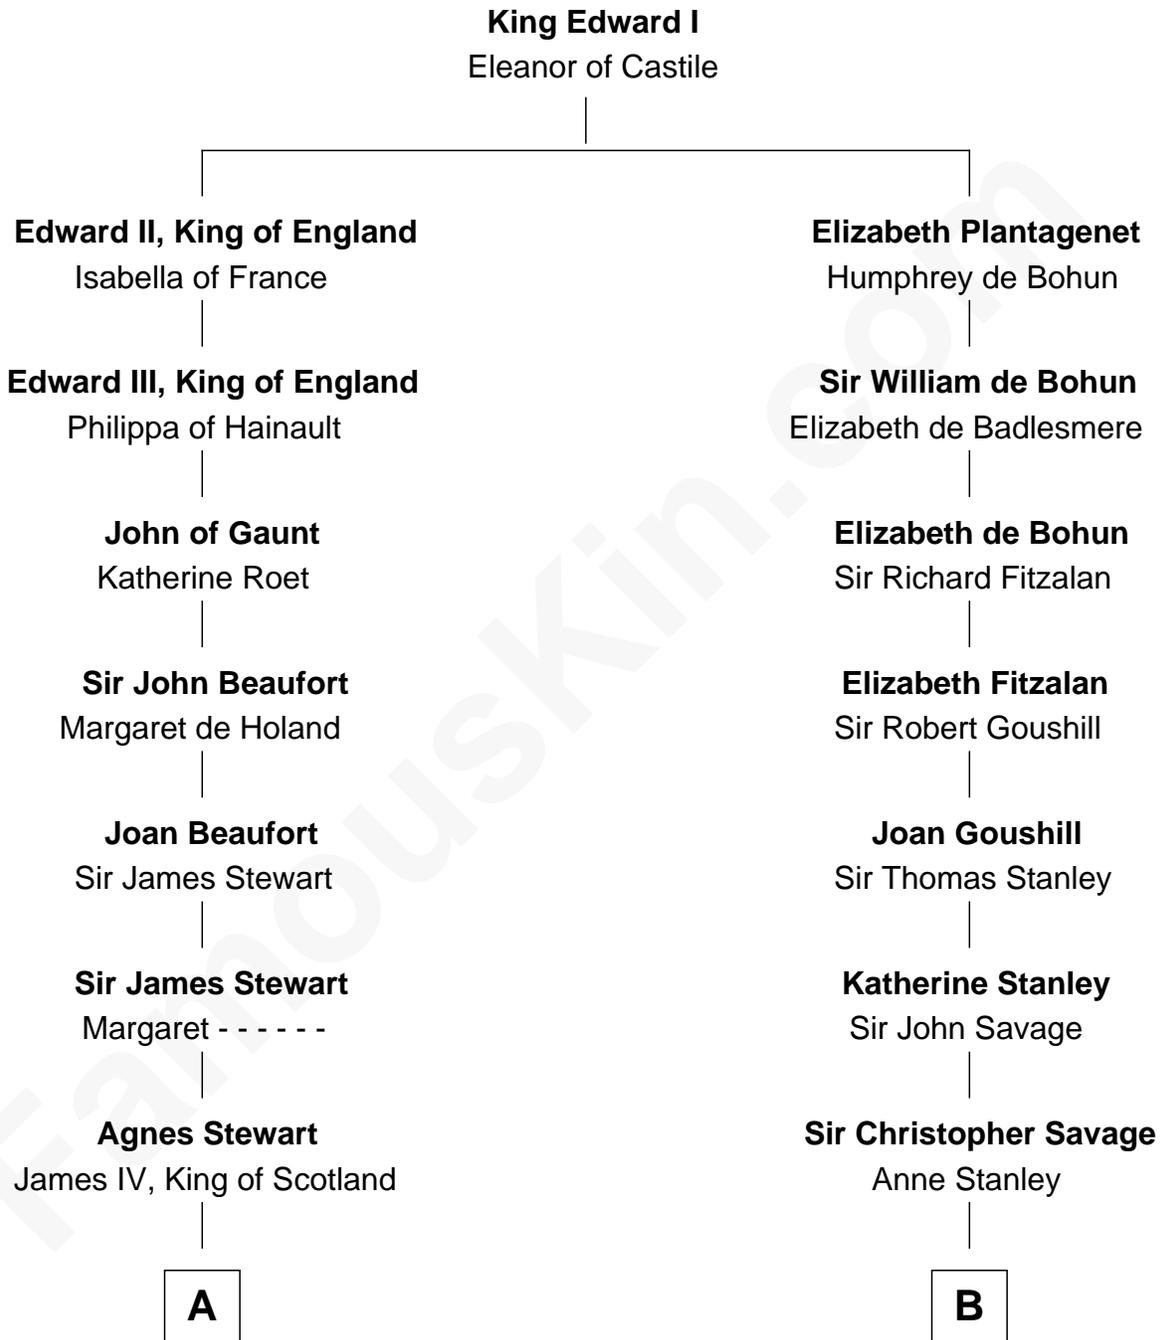 King Edward I
Eleanor of Castile
Edward II, King of England
Isabella of France
Elizabeth Plantagenet
Humphrey de Bohun
Edward III, King of England
Philippa of Hainault
Sir William de Bohun
Elizabeth de Badlesmere
John of Gaunt
Katherine Roet
Elizabeth de Bohun
Sir Richard Fitzalan
Sir John Beaufort
Margaret de Holand
Elizabeth Fitzalan
Sir Robert Goushill
Joan Beaufort
Sir James Stewart
Joan Goushill
Sir Thomas Stanley
Sir James Stewart
Margaret - - - - - -
Katherine Stanley
Sir John Savage
Agnes Stewart
James IV, King of Scotland
Sir Christopher Savage
Anne Stanley
A
B
FamousKin.com